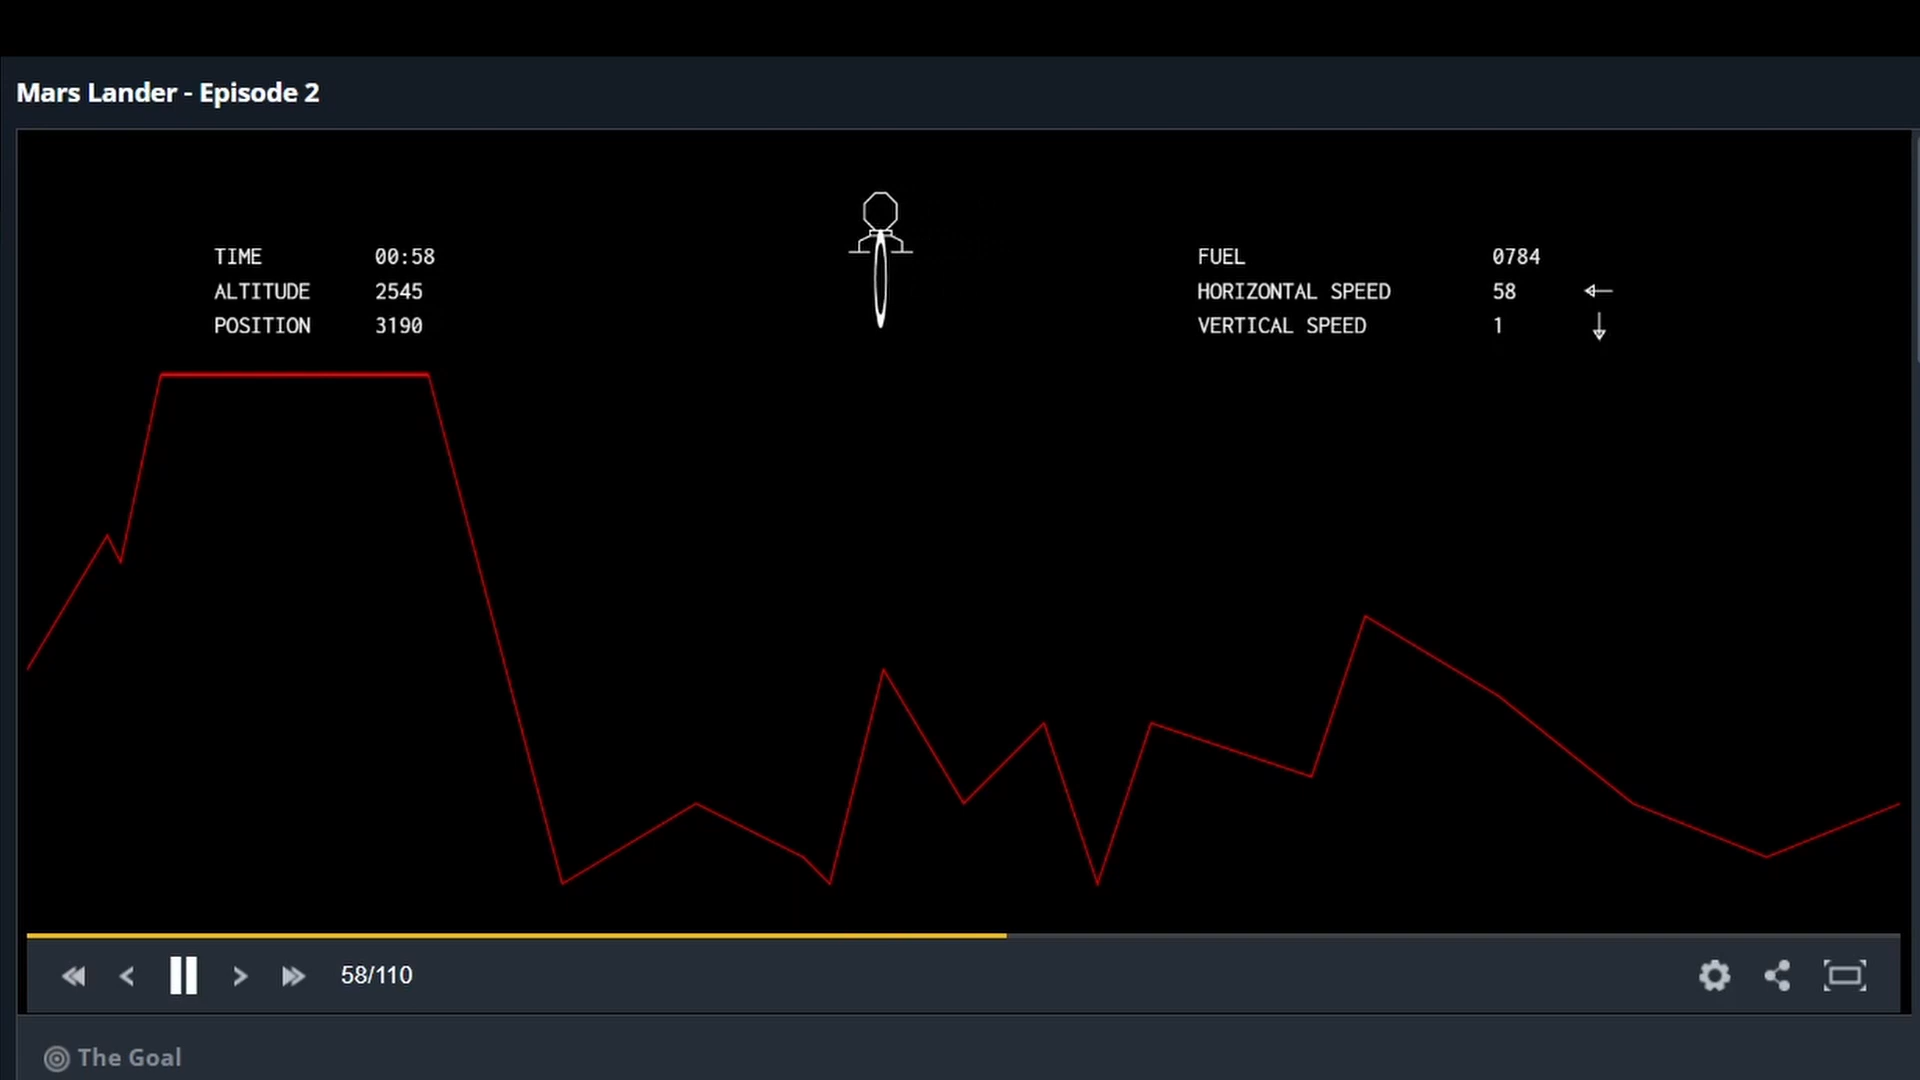 Mars Lander - Episode 2
TIME 00:58
ALTITUDE 2545
POSITION 3190
FUEL 0784
HORIZONTAL SPEED 58
VERTICAL SPEED 1
58/110
The Goal